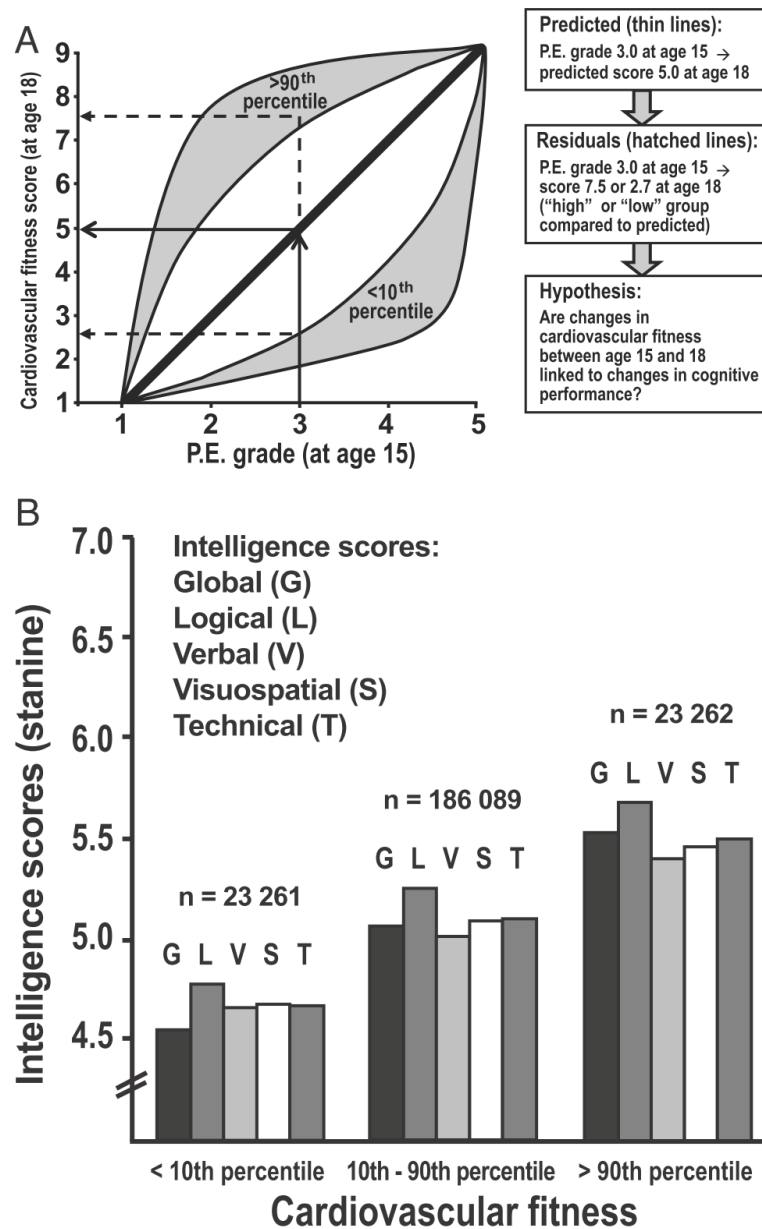 A
Cardiovascular fitness score (at age 18)
9
8
7
6
5
4
3
2
1
>90th
percentile
<10th
percentile
1 2 3 4 5
P.E. grade (at age 15)
Predicted (thin lines):
P.E. grade 3.0 at age 15 →
predicted score 5.0 at age 18
Residuals (hatched lines):
P.E. grade 3.0 at age 15 →
score 7.5 or 2.7 at age 18
(“high” or “low” group
compared to predicted)
Hypothesis:
Are changes in
cardiovascular fitness
between age 15 and 18
linked to changes in cognitive
performance?
B
Intelligence scores (stanine)
7.0
6.5
6.0
5.5
5.0
4.5
Intelligence scores:
Global (G)
Logical (L)
Verbal (V)
Visuospatial (S)
Technical (T)
n = 23 261
G L V S T
n = 186 089
G L V S T
n = 23 262
G L V S T
< 10th percentile
10th - 90th percentile
> 90th percentile
Cardiovascular fitness